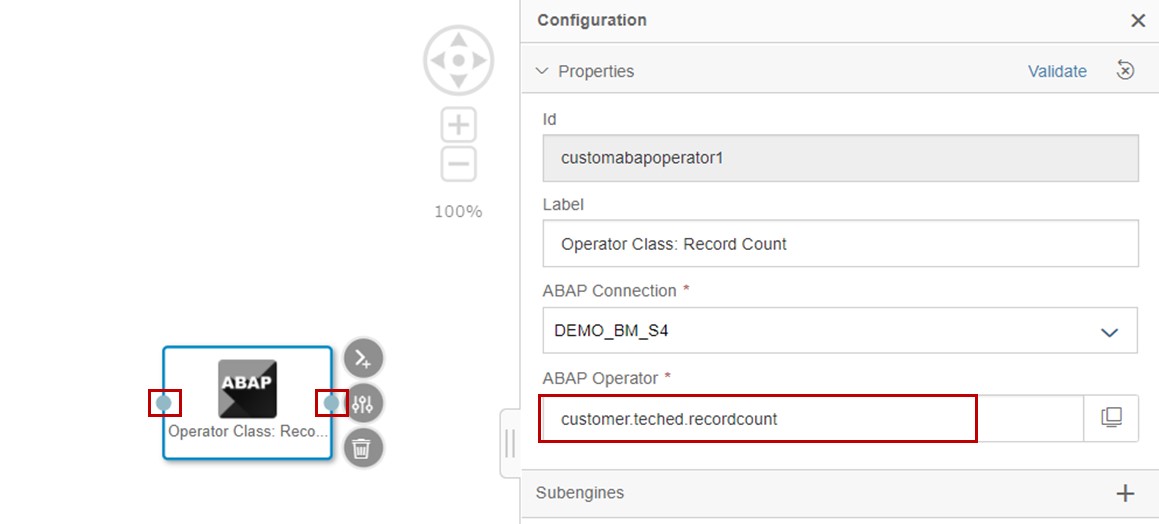 Configuration
Properties
Validate
Id
customabapoperator1
Label
100%
Operator Class: Record Count
ABAP Connection *
DEMO_BM_S4
ABAP Operator *
customer.teched.recordcount
ABAP
Operator Class: Reco...
Subengines